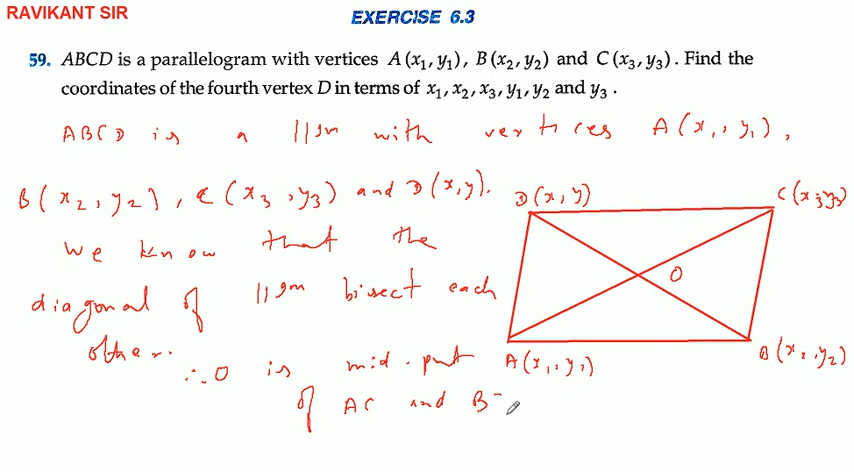 RAVIKANT SIR
EXERCISE 6.3
59. ABCD is a parallelogram with vertices A(x₁, y₁), B(x₂, y₂) and C(x₃, y₃). Find the
coordinates of the fourth vertex D in terms of x₁, x₂, x₃, y₁, y₂ and y₃.
ABCD is a ||gm with vertices A(x₁, y₁),
B(x₂, y₂), C(x₃, y₃) and D(x, y).
We know that the
diagonal of ||gm bisect each
other.
∴ O is mid-point
of AC and B
D(x, y)
C(x₃ y₃)
O
A(x₁, y₁)
B(x₂, y₂)